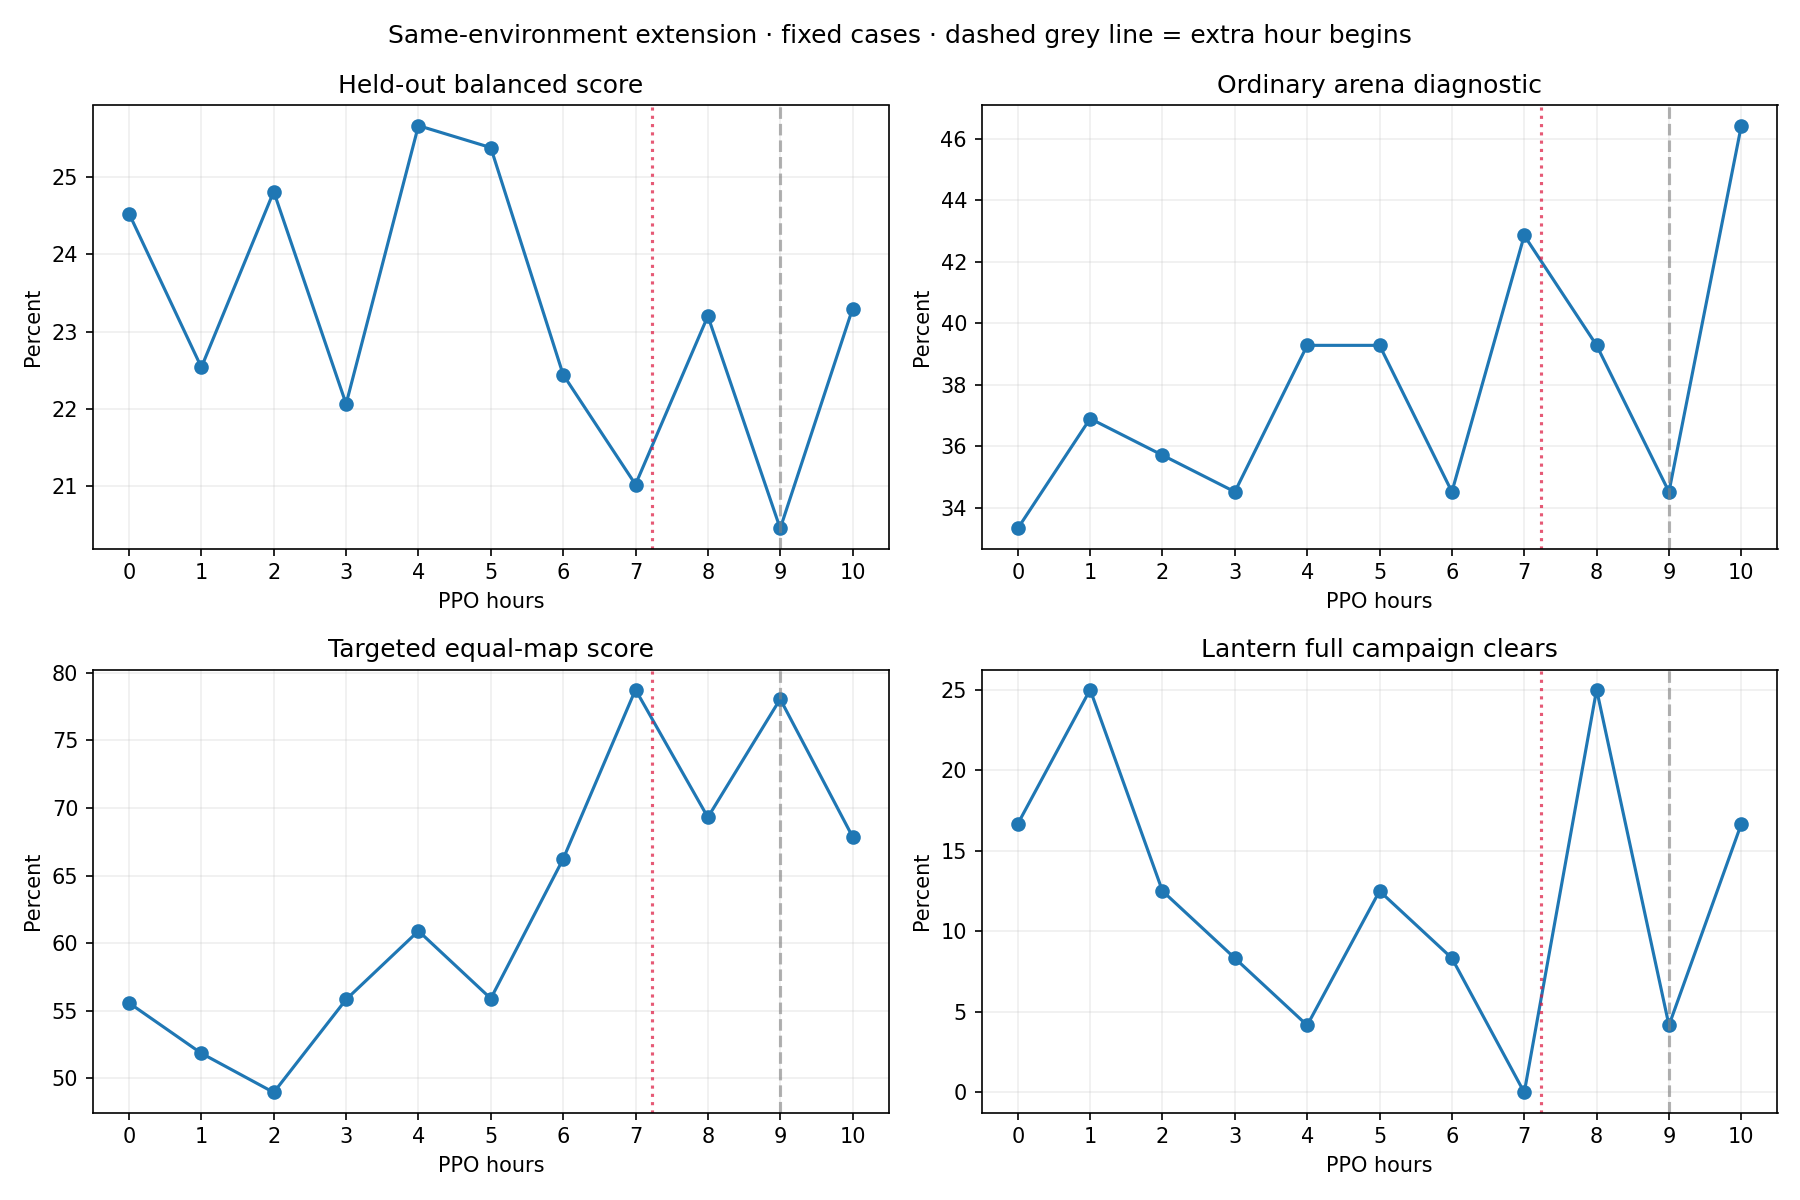 Same-environment extension · fixed cases · dashed grey line = extra hour begins
Held-out balanced score
Percent
25
24
23
22
21
0 1 2 3 4 5 6 7 8 9 10
PPO hours
Ordinary arena diagnostic
Percent
46
44
42
40
38
36
34
0 1 2 3 4 5 6 7 8 9 10
PPO hours
Targeted equal-map score
Percent
80
75
70
65
60
55
50
0 1 2 3 4 5 6 7 8 9 10
PPO hours
Lantern full campaign clears
Percent
25
20
15
10
5
0
0 1 2 3 4 5 6 7 8 9 10
PPO hours